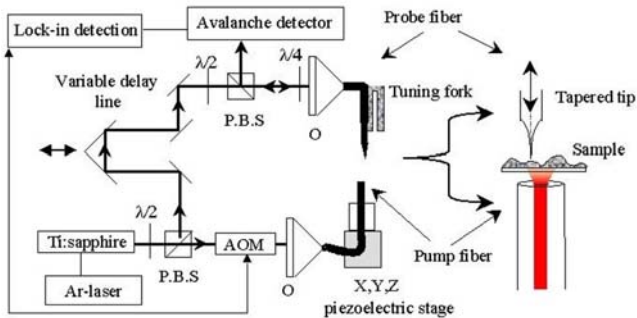 Lock-in detection
Avalanche detector
Probe fiber
λ/2
λ/4
Variable delay
line
P.B.S
O
Tuning fork
Tapered tip
Sample
λ/2
Ti:sapphire
AOM
P.B.S
Ar-laser
O
X,Y,Z
piezoelectric stage
Pump fiber